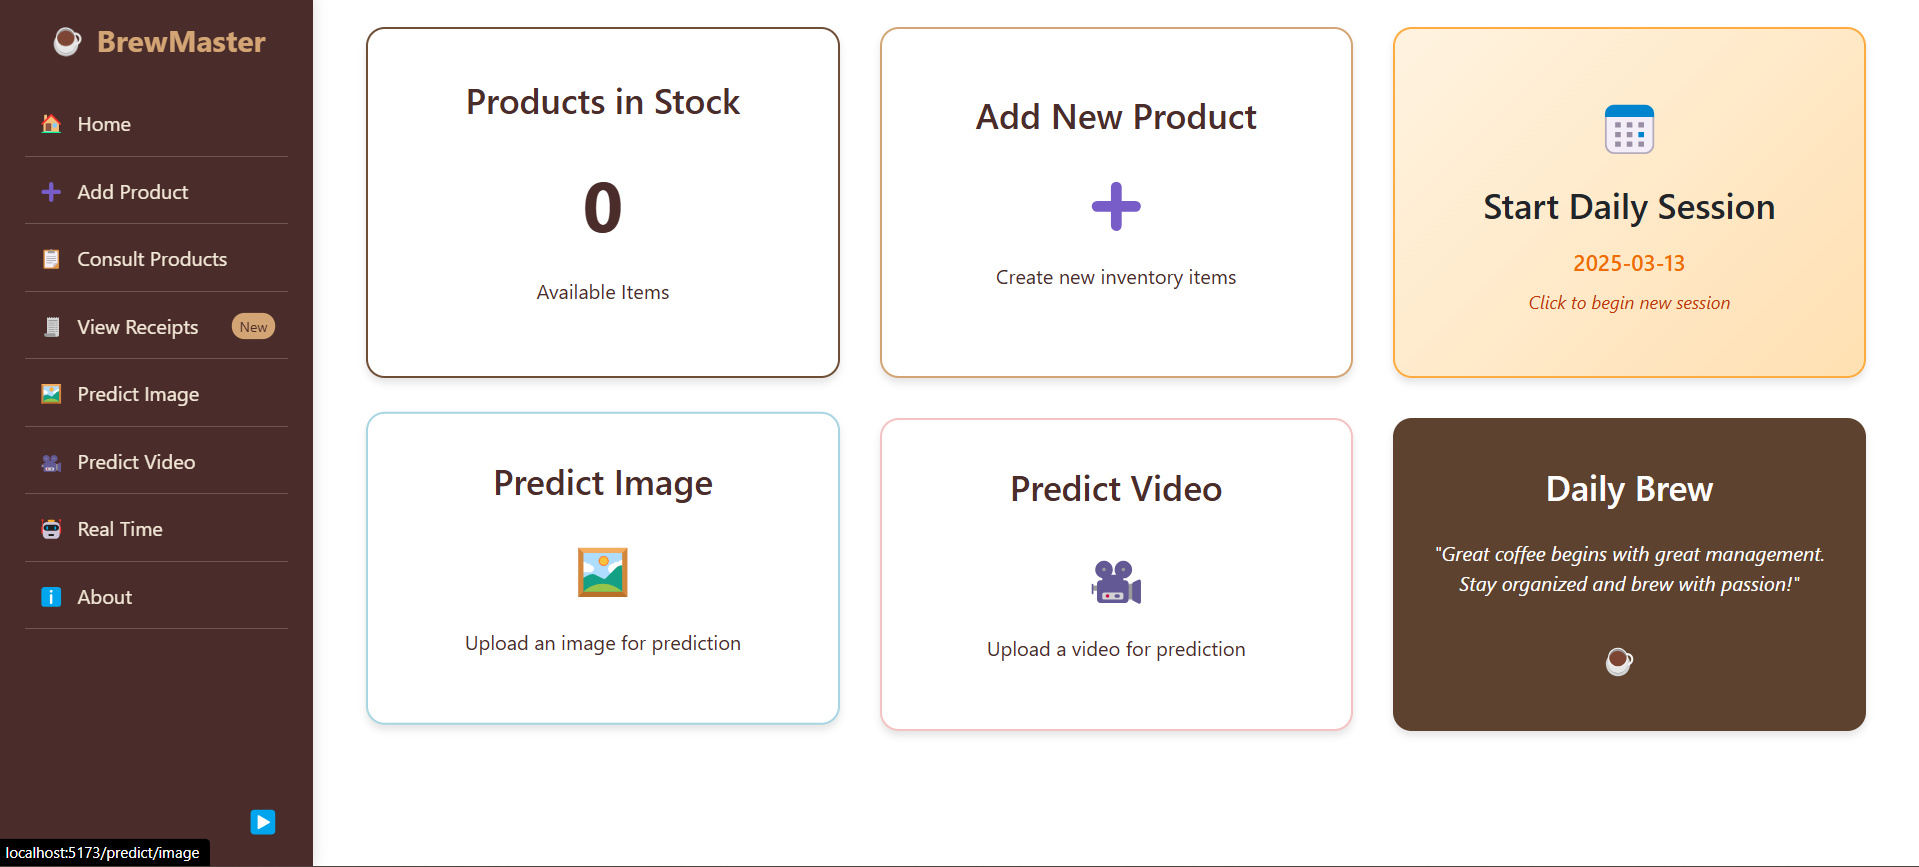 BrewMaster
Home
Add Product
Consult Products
View Receipts New
Predict Image
Predict Video
Real Time
About
localhost:5173/predict/image
Products in Stock
0
Available Items
Add New Product
Create new inventory items
Start Daily Session
2025-03-13
Click to begin new session
Predict Image
Upload an image for prediction
Predict Video
Upload a video for prediction
Daily Brew
"Great coffee begins with great management.
Stay organized and brew with passion!"